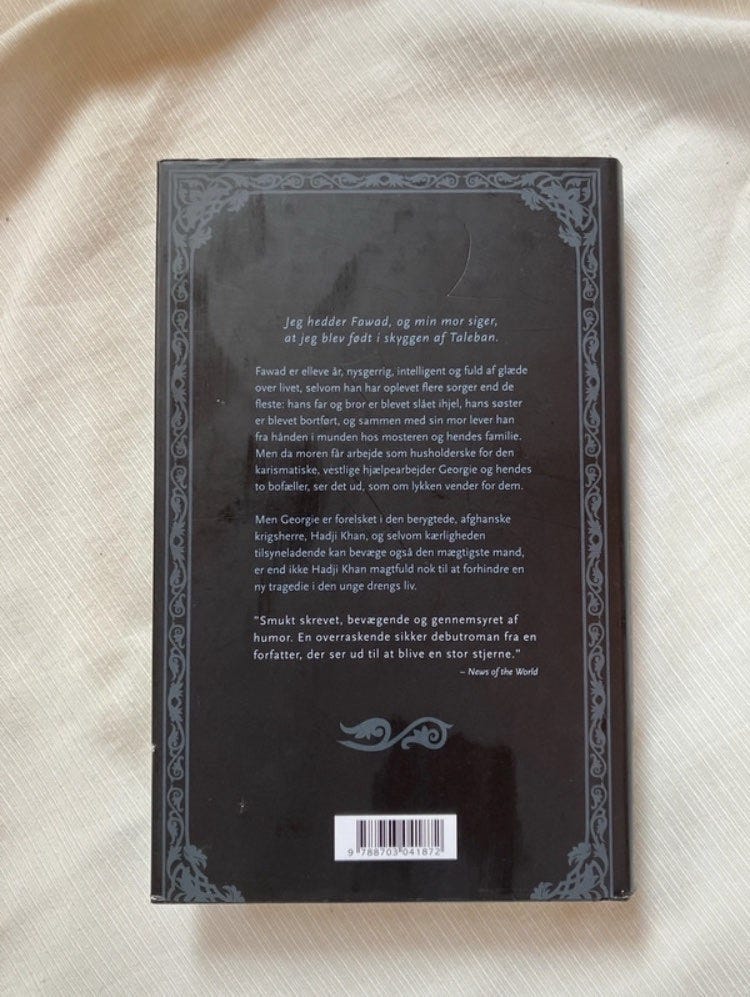 Jeg hedder Fawad, og min mor siger,
at jeg blev født i skyggen af Taleban.
Fawad er elleve år, nysgerrig, intelligent og fuld af glæde
over livet, selvom han har oplevet flere sorger end de
fleste: hans far og bror er blevet slået ihjel, hans søster
er blevet bortført, og sammen med sin mor lever han
fra hånden i munden hos mosteren og hendes familie.
Men da moren får arbejde som husholderske for den
karismatiske, vestlige hjælpearbejder Georgie og hendes
to bofæller, ser det ud, som om lykken vender for dem.
Men Georgie er forelsket i den berygtede, afghanske
krigsherre, Hadji Khan, og selvom kærligheden
tilsyneladende kan bevæge også den mægtigste mand,
er end ikke Hadji Khan magtfuld nok til at forhindre en
ny tragedie i den unge drengs liv.
"Smukt skrevet, bevægende og gennemsyret af
humor. En overraskende sikker debutroman fra en
forfatter, der ser ud til at blive en stor stjerne."
– News of the World
9 788703 041872